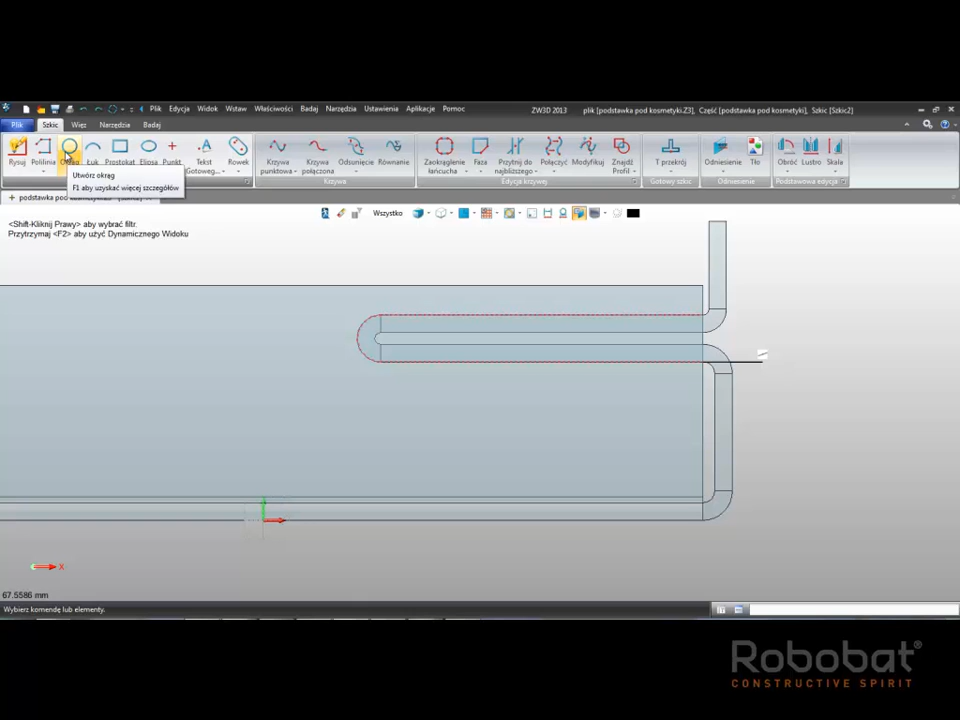 Plik Edycja Widok Wstaw Właściwości Badaj Narzędzia Ustawienia Aplikacje Pomoc ZW3D 2013 plik [podstawka pod kosmetyki.Z3], Część [podstawka pod kosmetyki], Szkic [Szkic2]
Plik Szkic Więz Narzędzia Badaj
Rysuj Polilinia Okrąg Łuk Prostokąt Elipsa Punkt Tekst Rowek Krzywa Krzywa Odsunięcie Równanie Zaokrąglenie Faza Przytnij do Połączyć Modyfikuj Znajdź T przekrój Odniesienie Tło Obróć Lustro Skala
Gotoweg... punktowa połączona łańcucha najbliższego Profil
Utwórz okrąg
Krzywa Edycja krzywej Gotowy szkic Odniesienie Podstawowa edycja
F1 aby uzyskać więcej szczegółów
Wszystko
<Shift-Kliknij Prawy> aby wybrać filtr.
Przytrzymaj <F2> aby użyć Dynamicznego Widoku
X
67.5586 mm
Wybierz komendę lub elementy.
Robobat®
CONSTRUCTIVE SPIRIT